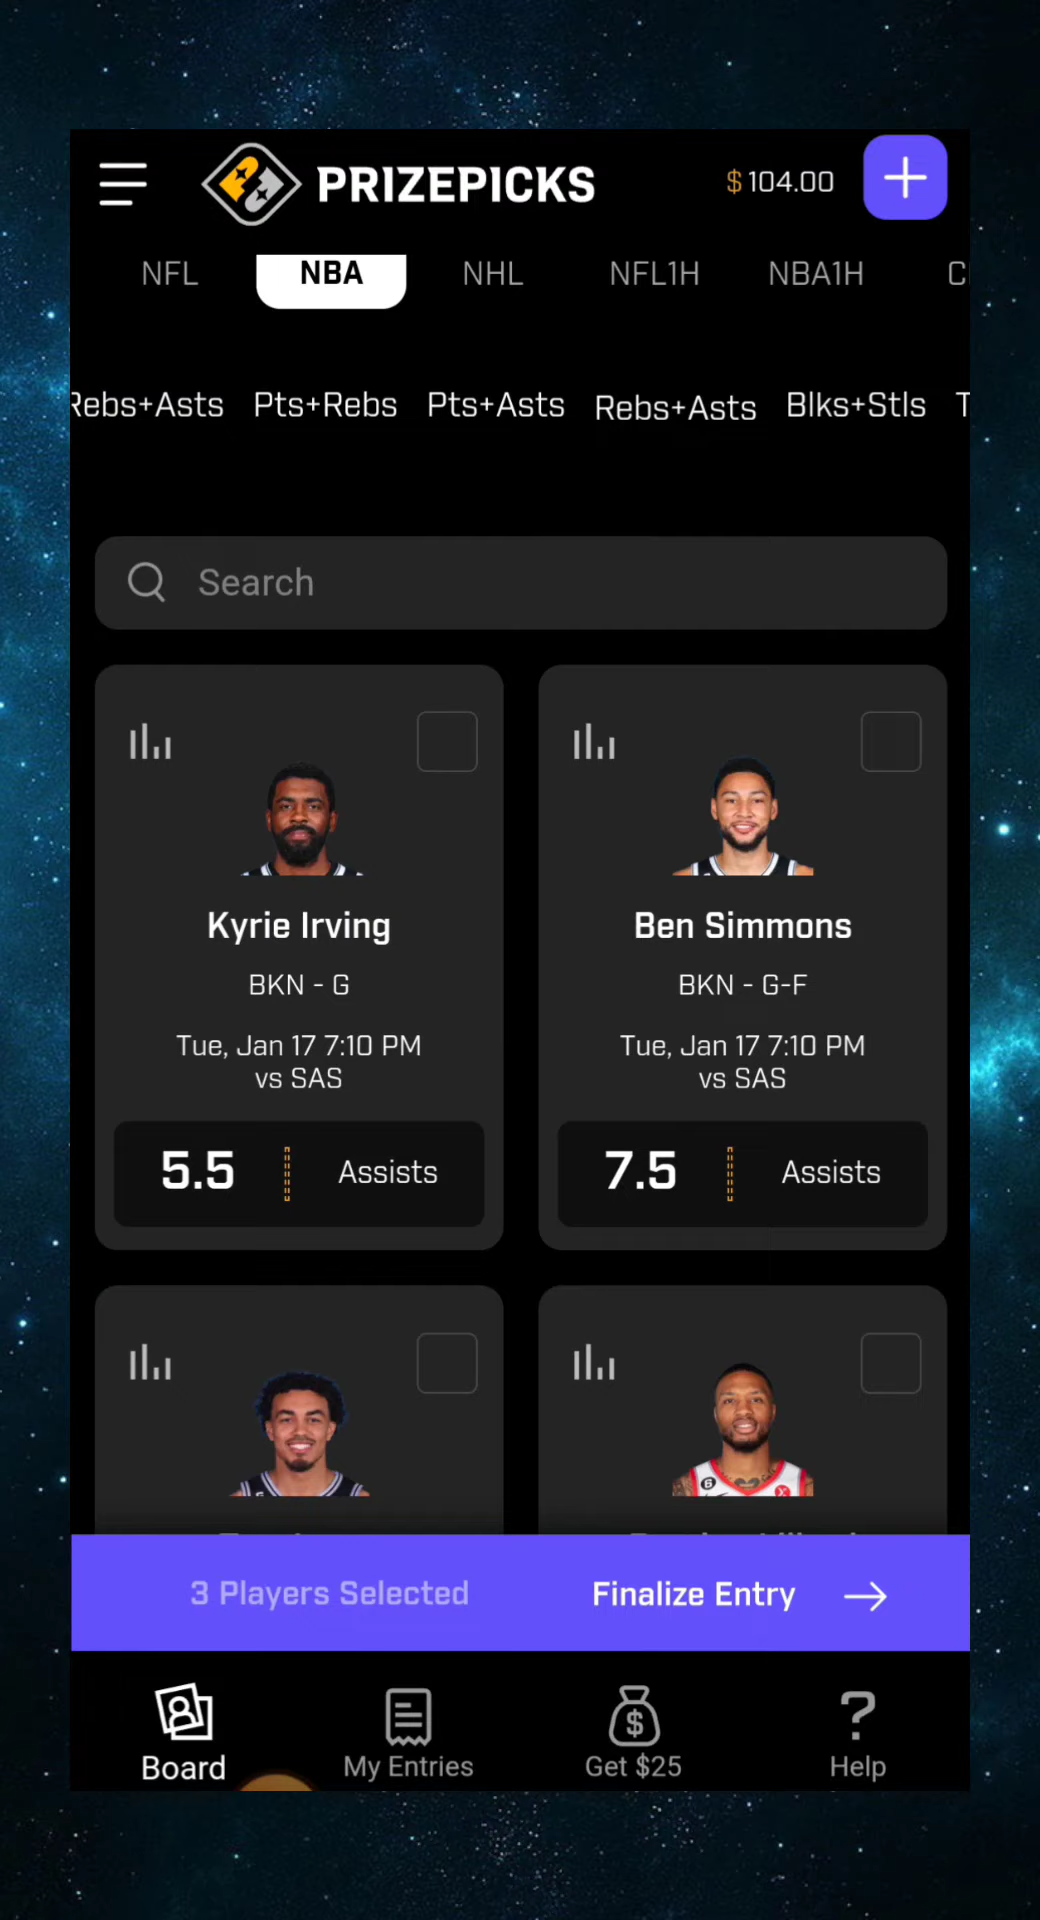 PRIZEPICKS
$ 104.00
NFL NBA NHL NFL1H NBA1H
Rebs+Asts Pts+Rebs Pts+Asts Rebs+Asts Blks+Stls T
Search
Kyrie Irving
BKN - G
Tue, Jan 17 7:10 PM
vs SAS
5.5 Assists
Ben Simmons
BKN - G-F
Tue, Jan 17 7:10 PM
vs SAS
7.5 Assists
3 Players Selected Finalize Entry
Board My Entries Get $25 Help